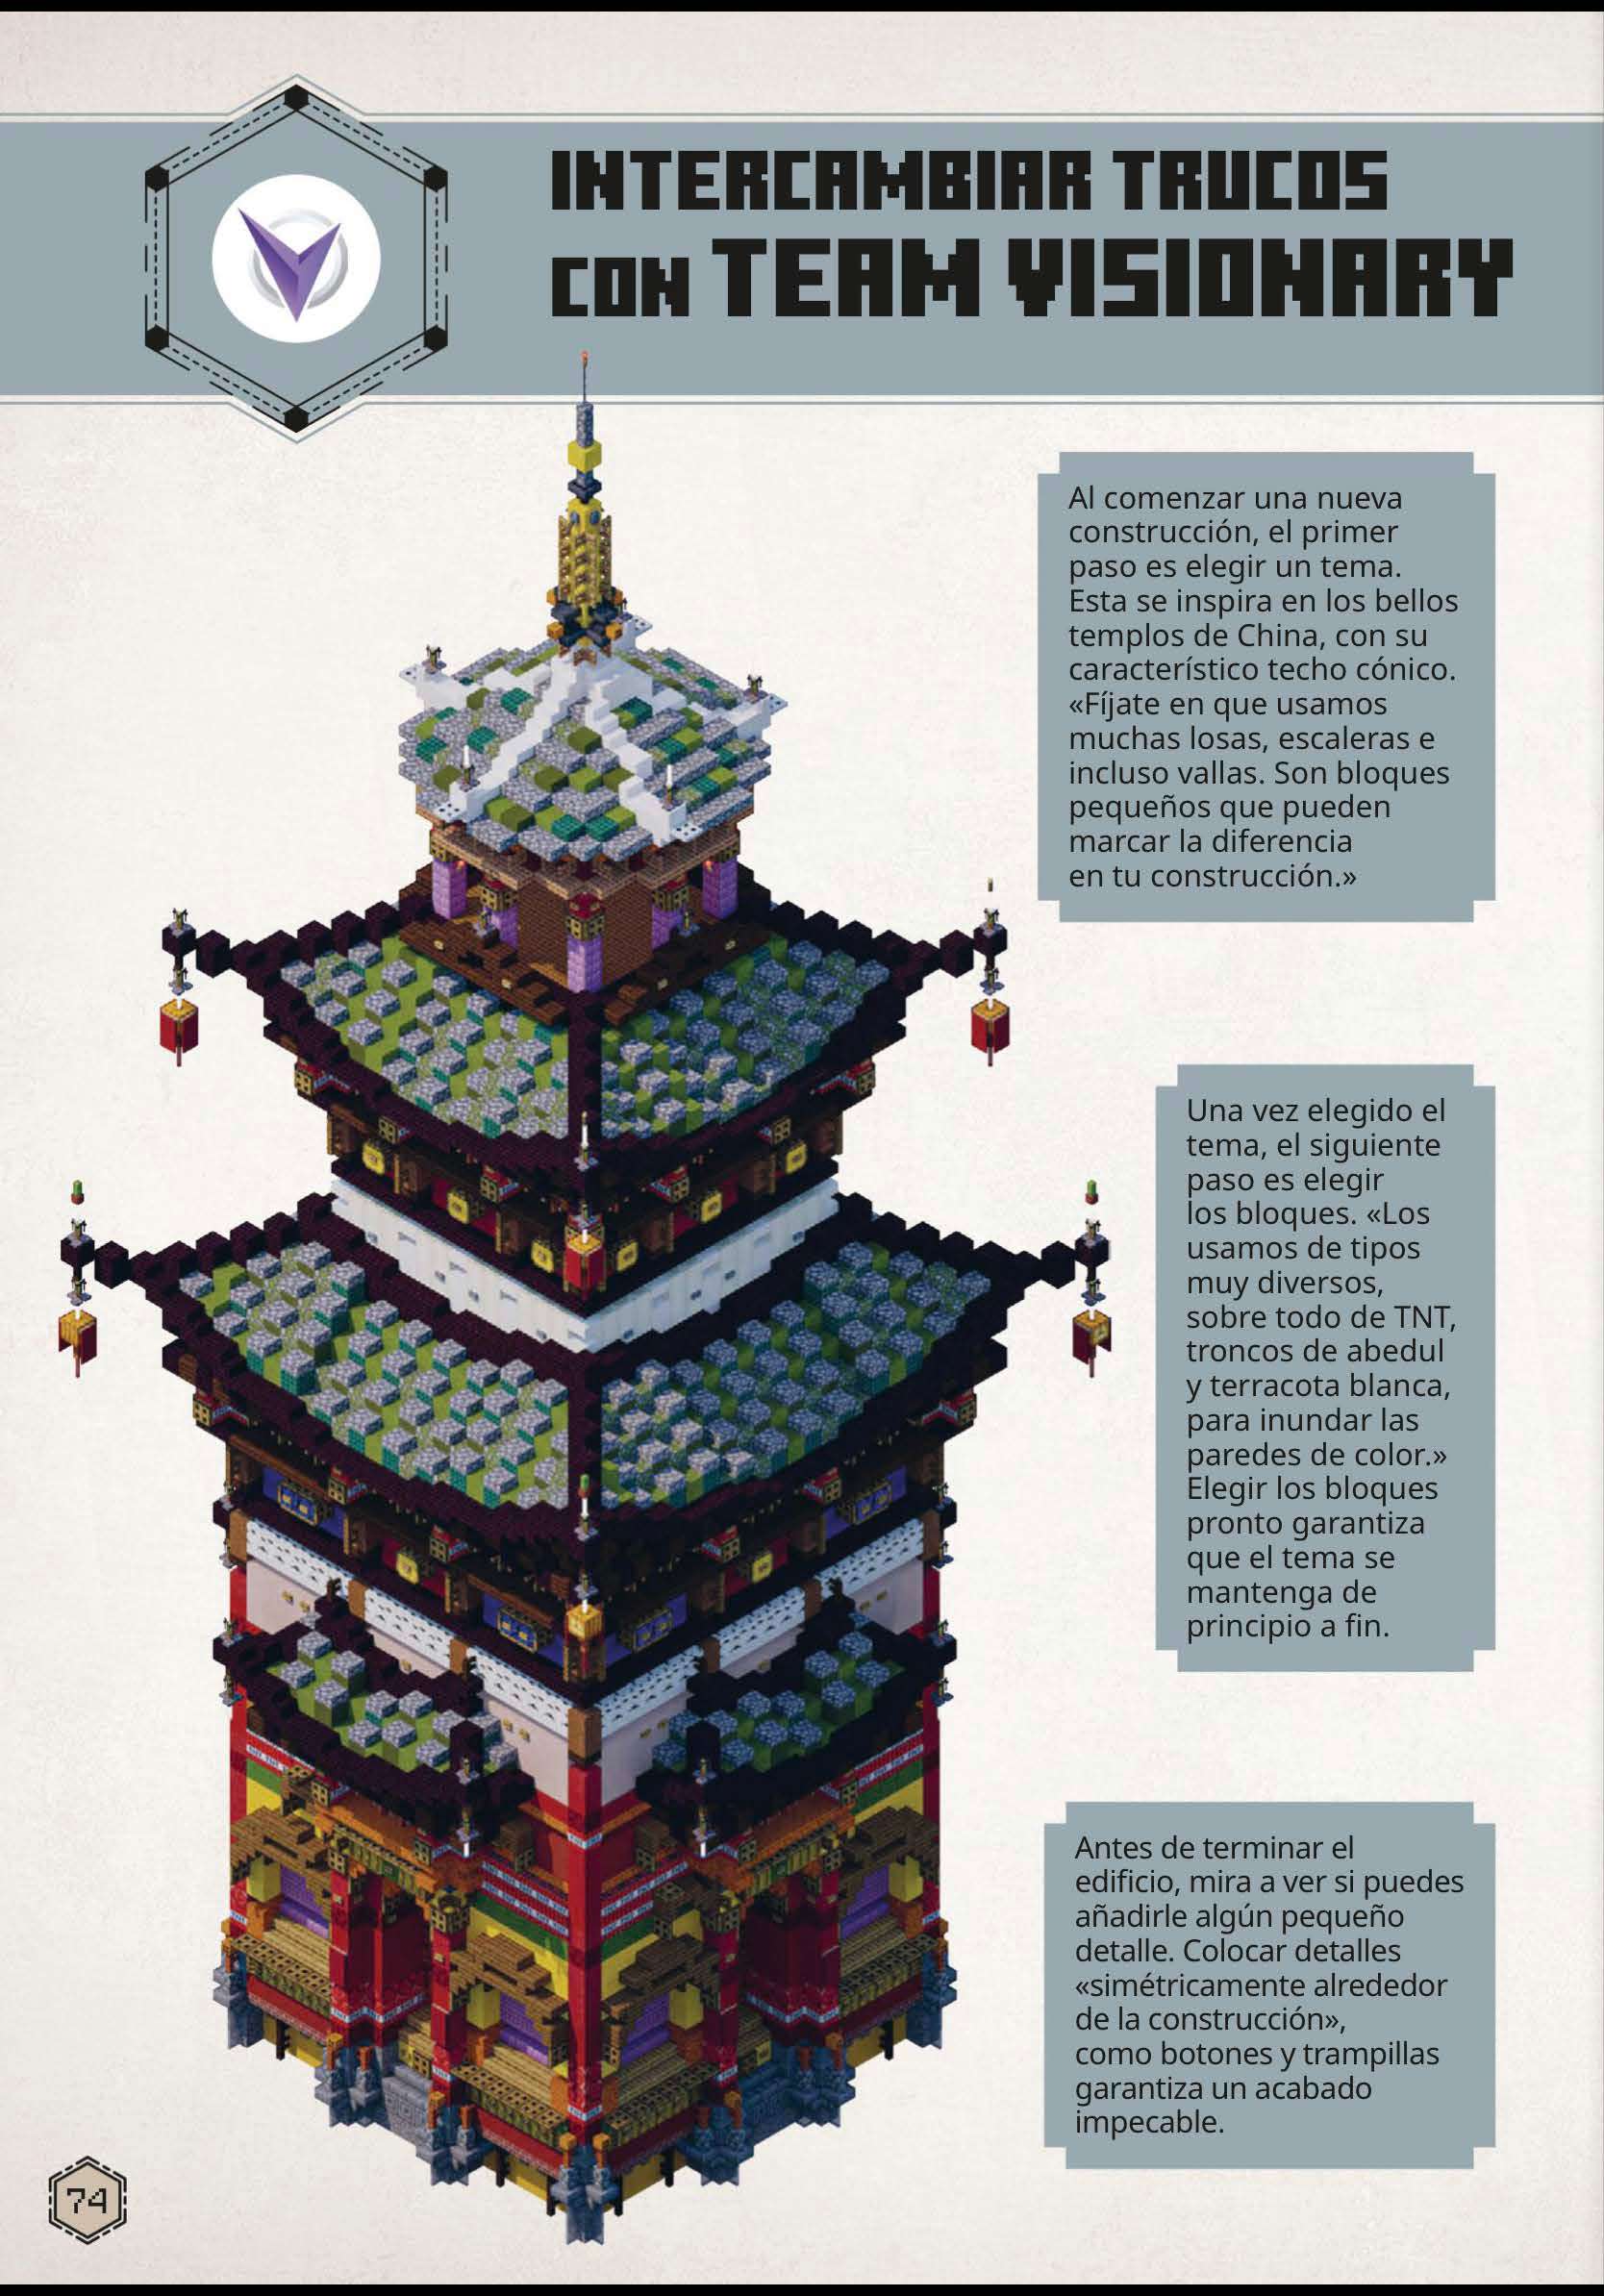 INTERCAMBIAR TRUCOS
CON TEAM VISIONARY
Al comenzar una nueva
construcción, el primer
paso es elegir un tema.
Esta se inspira en los bellos
templos de China, con su
característico techo cónico.
«Fíjate en que usamos
muchas losas, escaleras e
incluso vallas. Son bloques
pequeños que pueden
marcar la diferencia
en tu construcción.»
Una vez elegido el
tema, el siguiente
paso es elegir
los bloques. «Los
usamos de tipos
muy diversos,
sobre todo de TNT,
troncos de abedul
y terracota blanca,
para inundar las
paredes de color.»
Elegir los bloques
pronto garantiza
que el tema se
mantenga de
principio a fin.
Antes de terminar el
edificio, mira a ver si puedes
añadirle algún pequeño
detalle. Colocar detalles
«simétricamente alrededor
de la construcción»,
como botones y trampillas
garantiza un acabado
impecable.
74